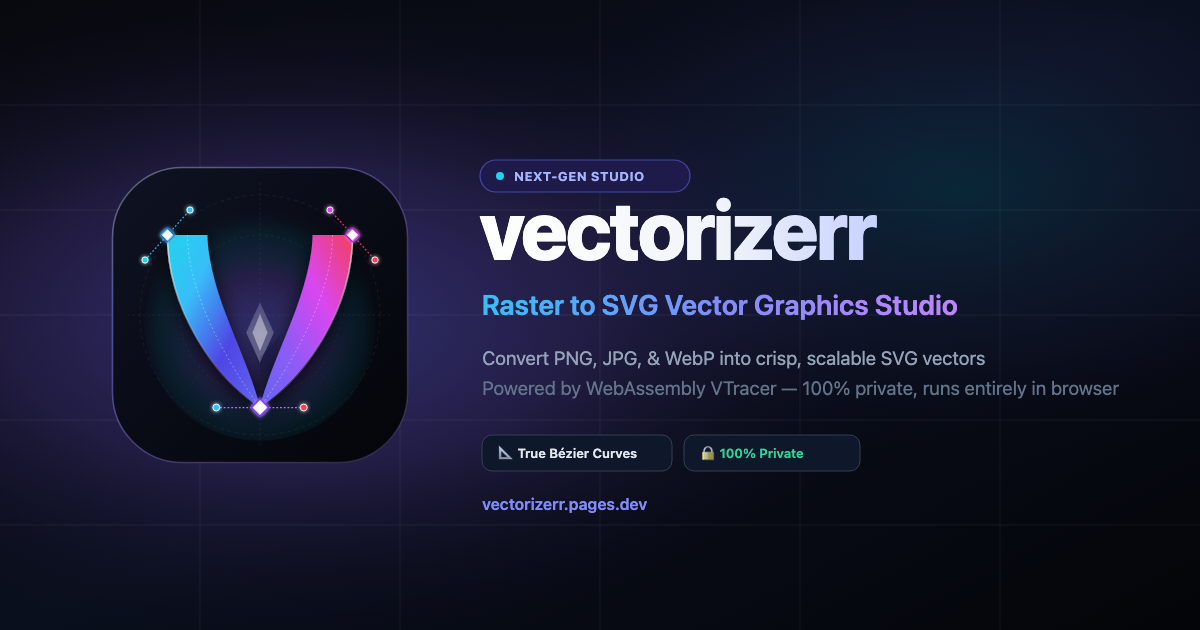 NEXT-GEN STUDIO
vectorizerr
Raster to SVG Vector Graphics Studio
Convert PNG, JPG, & WebP into crisp, scalable SVG vectors
Powered by WebAssembly VTracer — 100% private, runs entirely in browser
📐 True Bézier Curves
🔒 100% Private
vectorizerr.pages.dev